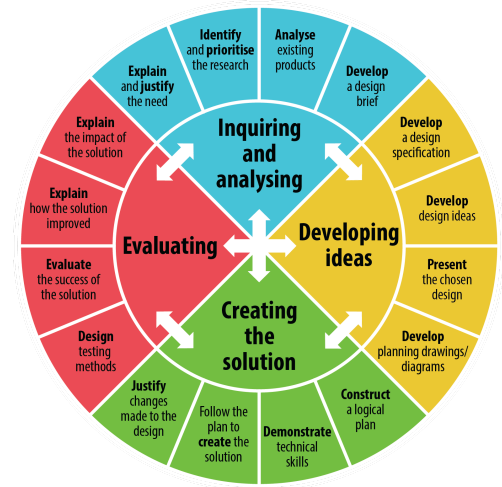 Explain
and justify
the need
Identify
and prioritise
the research
Analyse
existing
products
Develop
a design
brief
Inquiring
and
analysing
Develop
a design
specification
Develop
design ideas
Present
the chosen
design
Develop
planning drawings/
diagrams
Developing
ideas
Construct
a logical
plan
Demonstrate
technical
skills
Follow the
plan to
create the
solution
Justify
changes
made to the
design
Creating
the
solution
Design
testing
methods
Evaluate
the success of
the solution
Explain
how the solution
improved
Explain
the impact of
the solution
Evaluating